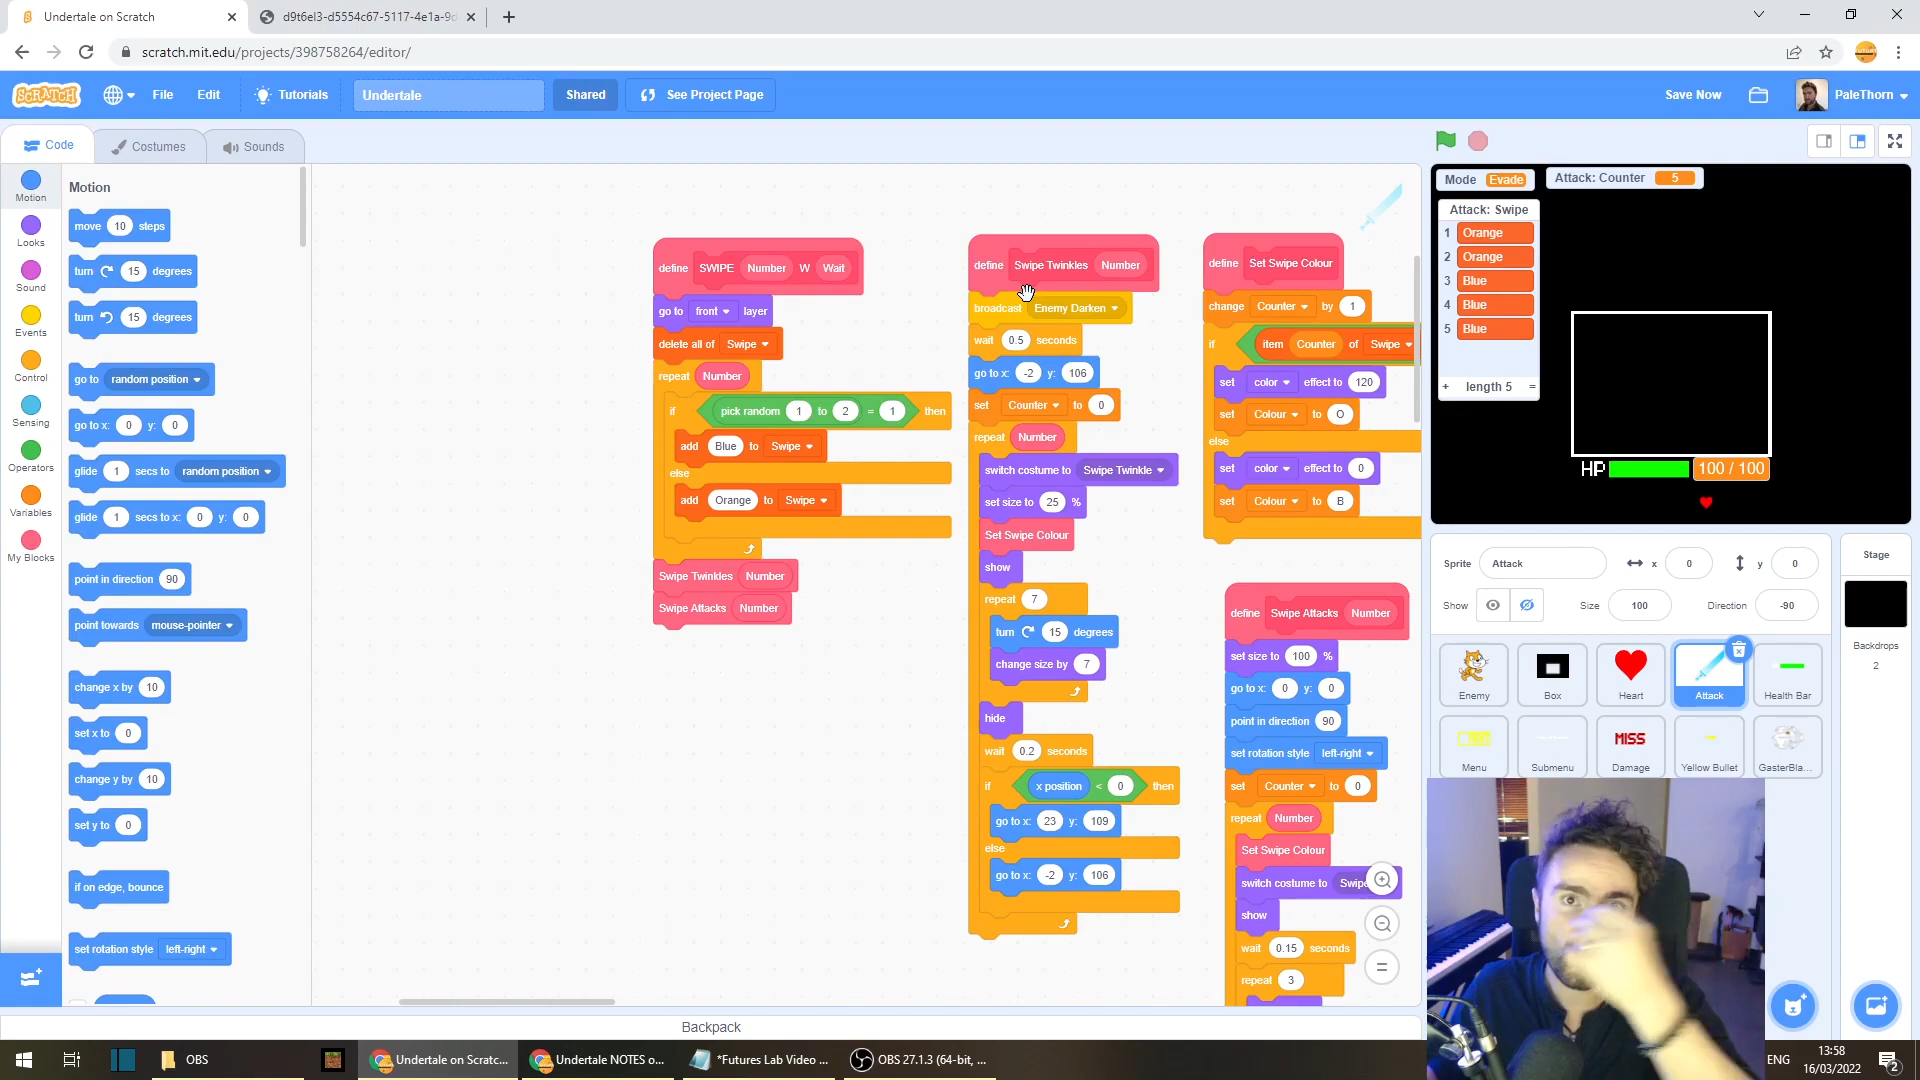 Undertale on Scratch
d9t6el3-d5554c67-5117-4e1a-9d
scratch.mit.edu/projects/398758264/editor/
SCRATCH
File
Edit
Tutorials
Undertale
Shared
See Project Page
Save Now
PaleThorn
Code
Costumes
Sounds
Motion
Looks
Sound
Events
Control
Sensing
Operators
Variables
My Blocks
Motion
move 10 steps
turn 15 degrees
turn 15 degrees
go to random position
go to x: 0 y: 0
glide 1 secs to random position
glide 1 secs to x: 0 y: 0
point in direction 90
point towards mouse-pointer
change x by 10
set x to 0
change y by 10
set y to 0
if on edge, bounce
set rotation style left-right
define SWIPE Number W Wait
go to front layer
delete all of Swipe
repeat Number
if pick random 1 to 2 = 1 then
add Blue to Swipe
else
add Orange to Swipe
Swipe Twinkles Number
Swipe Attacks Number
define Swipe Twinkles Number
broadcast Enemy Darken
wait 0.5 seconds
go to x: -2 y: 106
set Counter to 0
repeat Number
switch costume to Swipe Twinkle
set size to 25 %
Set Swipe Colour
show
repeat 7
turn 15 degrees
change size by 7
hide
wait 0.2 seconds
if x position < 0 then
go to x: 23 y: 109
else
go to x: -2 y: 106
define Set Swipe Colour
change Counter by 1
if item Counter of Swipe
set color effect to 120
set Colour to O
else
set color effect to 0
set Colour to B
define Swipe Attacks Number
set size to 100 %
go to x: 0 y: 0
point in direction 90
set rotation style left-right
set Counter to 0
repeat Number
Set Swipe Colour
switch costume to Swipe
show
wait 0.15 seconds
repeat 3
Backpack
Mode Evade
Attack: Counter 5
Attack: Swipe
1 Orange
2 Orange
3 Blue
4 Blue
5 Blue
+ length 5 =
HP 100 / 100
Sprite Attack x 0 y 0
Show Size 100 Direction -90
Enemy
Box
Heart
Attack
Health Bar
Menu
Submenu
MISS
Damage
Yellow Bullet
GasterBla...
Stage
Backdrops
2
OBS
Undertale on Scratc...
Undertale NOTES o...
*Futures Lab Video ...
OBS 27.1.3 (64-bit, ...
ENG
13:58
16/03/2022
2